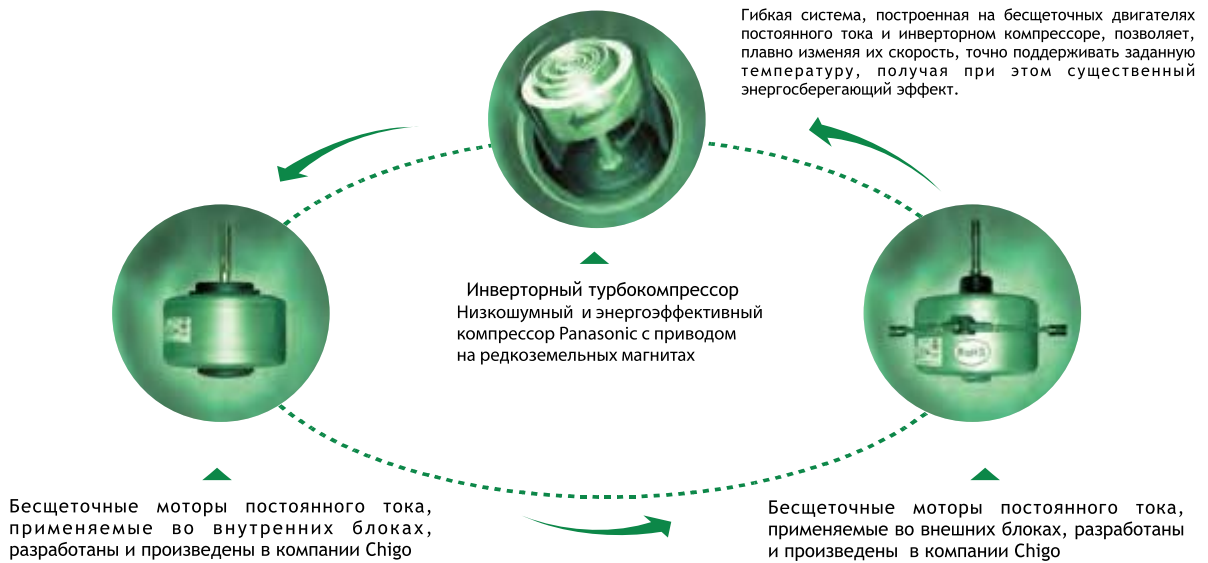 Гибкая система, построенная на бесщеточных двигателях
постоянного тока и инверторном компрессоре, позволяет,
плавно изменяя их скорость, точно поддерживать заданную
температуру, получая при этом существенный
энергосберегающий эффект.
Инверторный турбокомпрессор
Низкошумный и энергоэффективный
компрессор Panasonic с приводом
на редкоземельных магнитах
RoHS
Бесщеточные моторы постоянного тока,
применяемые во внутренних блоках,
разработаны и произведены в компании Chigo
Бесщеточные моторы постоянного тока,
применяемые во внешних блоках, разработаны
и произведены в компании Chigo